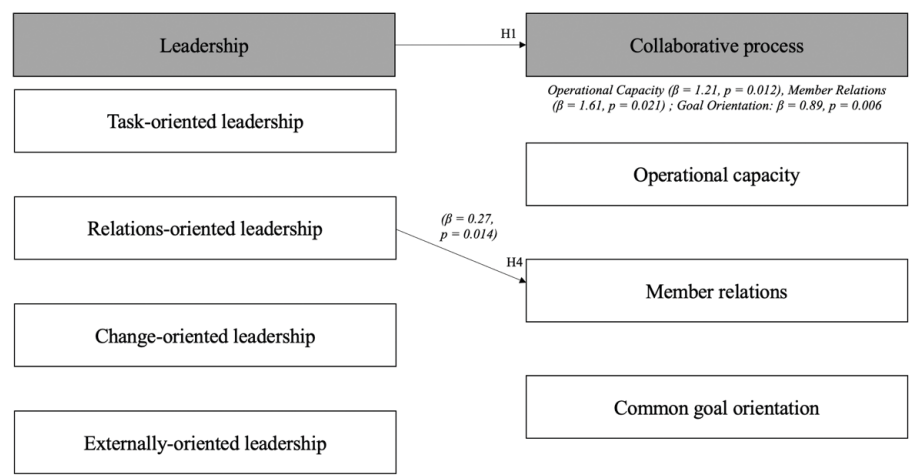 Leadership
H1
Collaborative process
Operational Capacity (β = 1.21, p = 0.012), Member Relations
(β = 1.61, p = 0.021) ; Goal Orientation: β = 0.89, p = 0.006
Task-oriented leadership
Operational capacity
Relations-oriented leadership
(β = 0.27,
p = 0.014)
H4
Member relations
Change-oriented leadership
Common goal orientation
Externally-oriented leadership